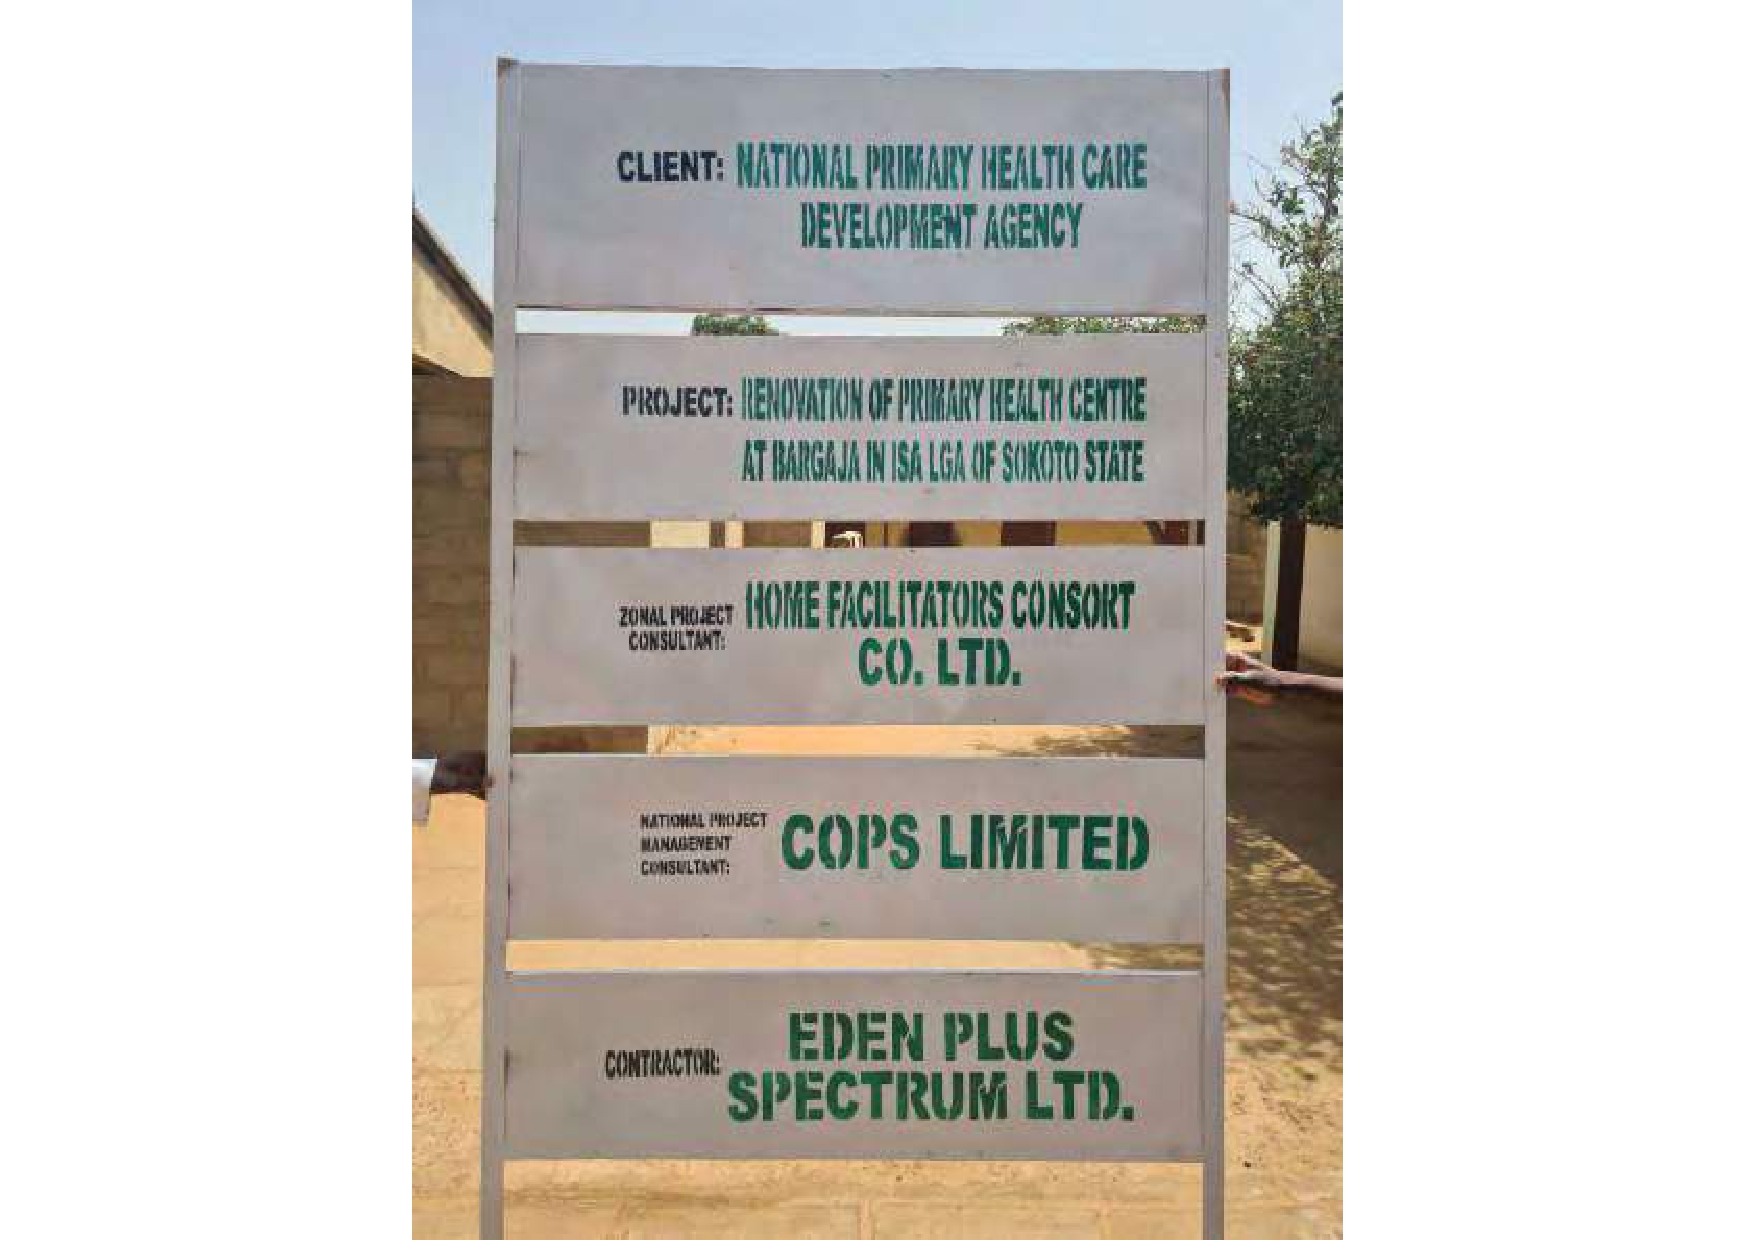 CLIENT: NATIONAL PRIMARY HEALTH CARE
DEVELOPMENT AGENCY
PROJECT: RENOVATION OF PRIMARY HEALTH CENTRE
AT BARGAJA IN ISA LGA OF SOKOTO STATE
ZONAL PROJECT
CONSULTANT:
HOME FACILITATORS CONSORT
CO. LTD.
NATIONAL PROJECT
MANAGEMENT
CONSULTANT:
COPS LIMITED
CONTRACTOR:
EDEN PLUS
SPECTRUM LTD.